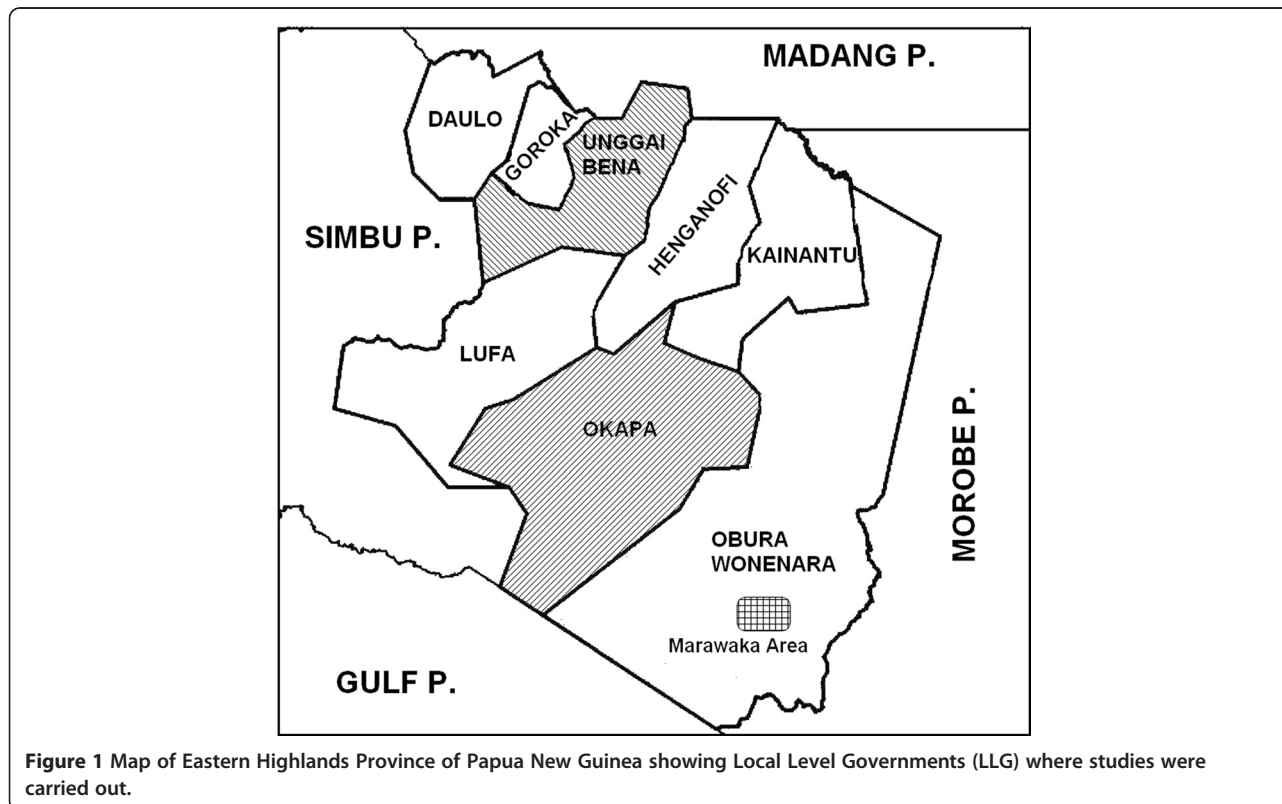 MADANG P.
DAULO
GOROKA
UNGGAI
BENA
HENGANOFI
SIMBU P.
KAINANTU
LUFA
OKAPA
MOROBE P.
OBURA
WONENARA
Marawaka Area
GULF P.
Figure 1 Map of Eastern Highlands Province of Papua New Guinea showing Local Level Governments (LLG) where studies were
carried out.